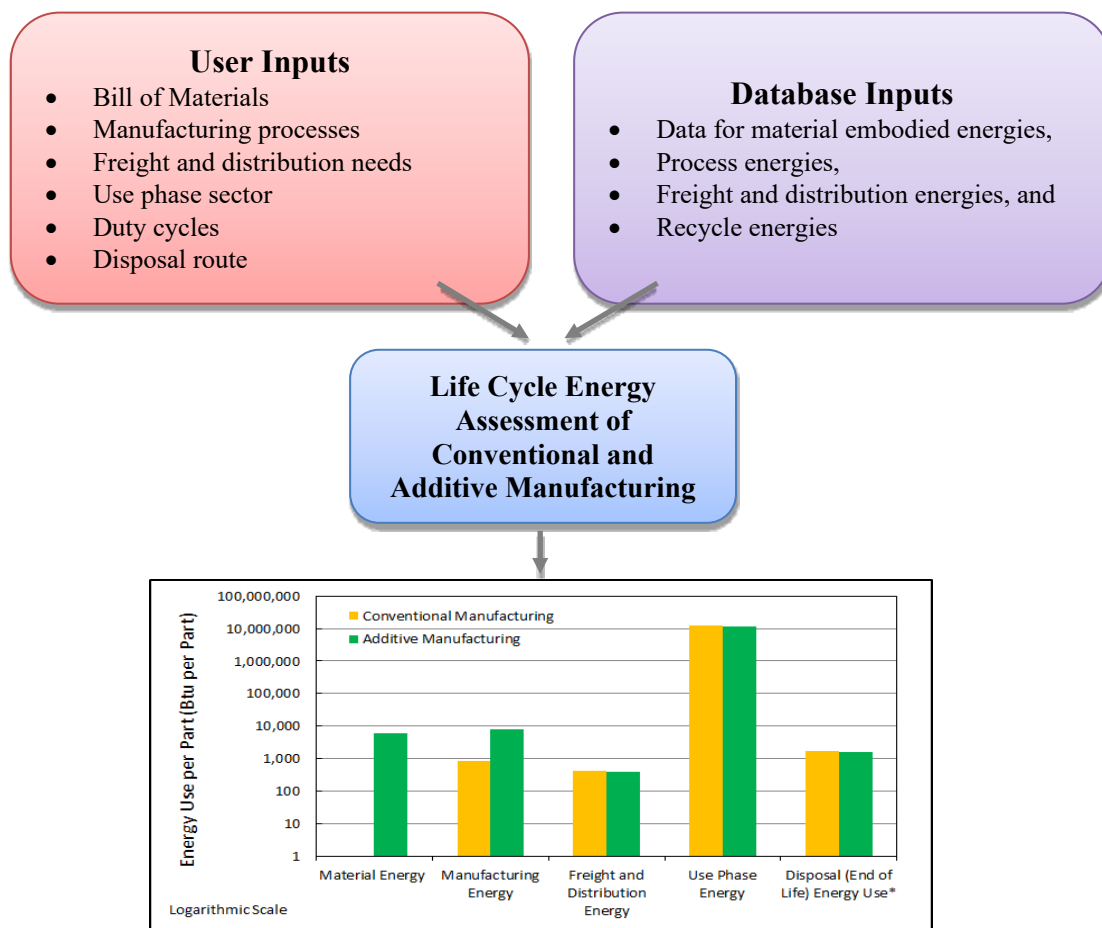 User Inputs
• Bill of Materials
• Manufacturing processes
• Freight and distribution needs
• Use phase sector
• Duty cycles
• Disposal route
Database Inputs
• Data for material embodied energies,
• Process energies,
• Freight and distribution energies, and
• Recycle energies
Life Cycle Energy
Assessment of
Conventional and
Additive Manufacturing
Energy Use per Part (Btu per Part)
100,000,000
10,000,000
1,000,000
100,000
10,000
1,000
100
10
1
Conventional Manufacturing
Additive Manufacturing
Material Energy
Manufacturing
Energy
Freight and
Distribution
Energy
Use Phase
Energy
Disposal (End of
Life) Energy Use*
Logarithmic Scale